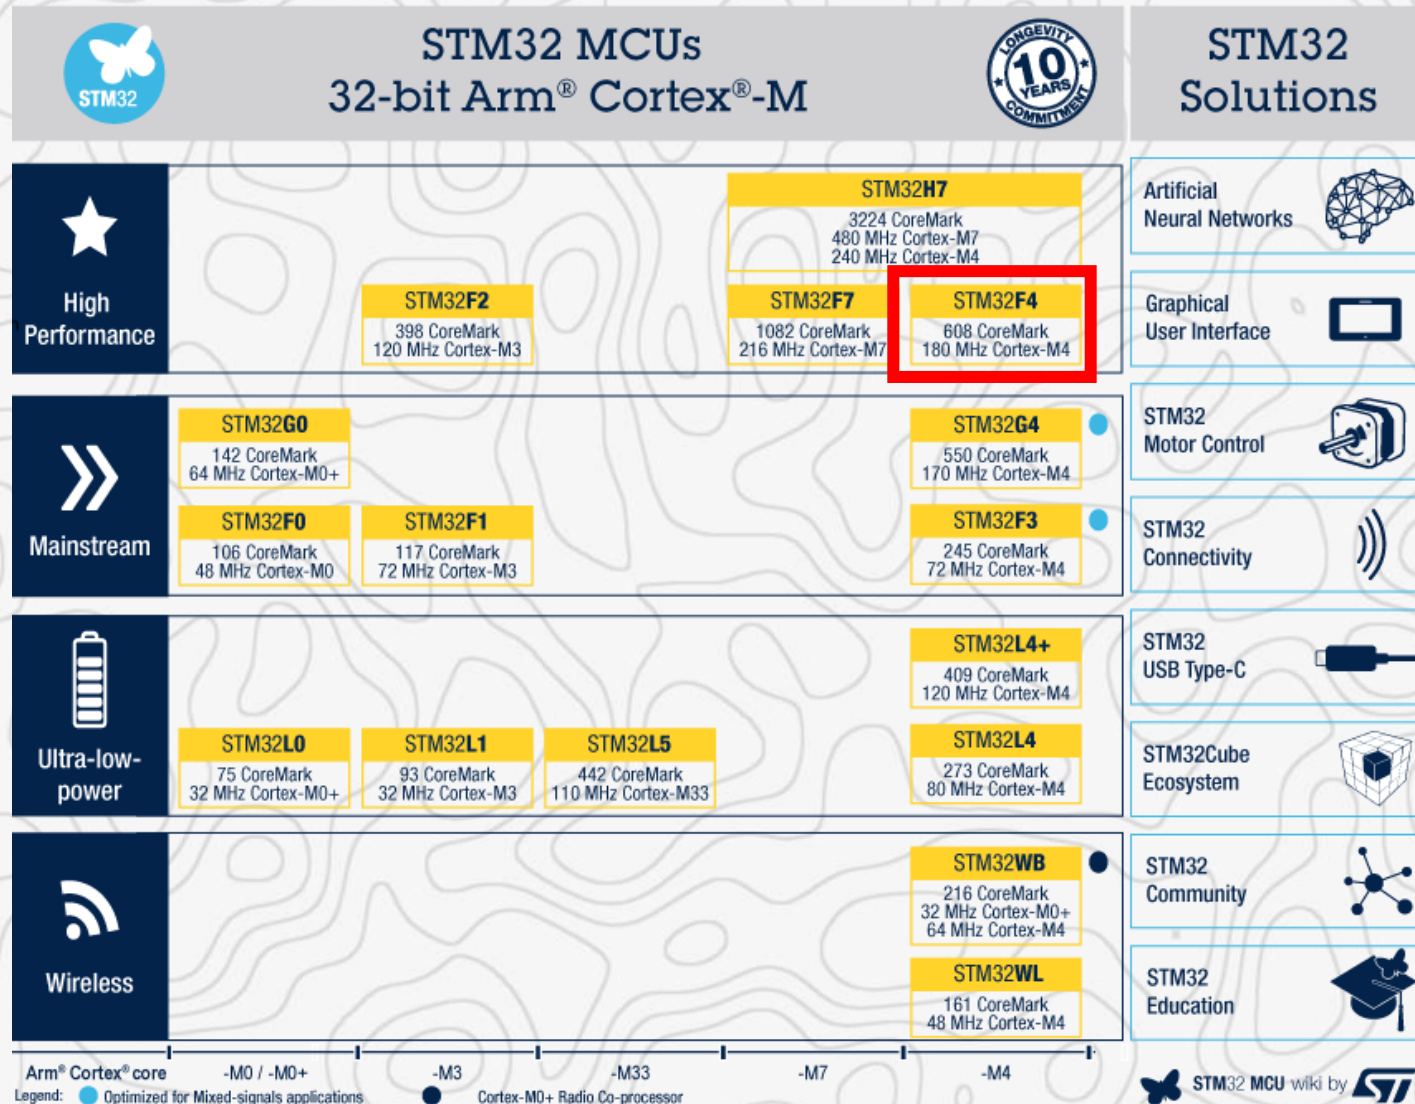 STM32
STM32 MCUs
32-bit Arm® Cortex®-M
LONGEVITY
10
YEARS
COMMITMENT
STM32
Solutions
High
Performance
STM32H7
3224 CoreMark
480 MHz Cortex-M7
240 MHz Cortex-M4
STM32F2
398 CoreMark
120 MHz Cortex-M3
STM32F7
1082 CoreMark
216 MHz Cortex-M7
STM32F4
608 CoreMark
180 MHz Cortex-M4
Mainstream
STM32G0
142 CoreMark
64 MHz Cortex-M0+
STM32G4
550 CoreMark
170 MHz Cortex-M4
STM32F0
106 CoreMark
48 MHz Cortex-M0
STM32F1
117 CoreMark
72 MHz Cortex-M3
STM32F3
245 CoreMark
72 MHz Cortex-M4
Ultra-low-
power
STM32L4+
409 CoreMark
120 MHz Cortex-M4
STM32L0
75 CoreMark
32 MHz Cortex-M0+
STM32L1
93 CoreMark
32 MHz Cortex-M3
STM32L5
442 CoreMark
110 MHz Cortex-M33
STM32L4
273 CoreMark
80 MHz Cortex-M4
Wireless
STM32WB
216 CoreMark
32 MHz Cortex-M0+
64 MHz Cortex-M4
STM32WL
161 CoreMark
48 MHz Cortex-M4
Arm® Cortex® core
-M0 / -M0+
-M3
-M33
-M7
-M4
Legend:
Optimized for Mixed-signals applications
Cortex-M0+ Radio Co-processor
Artificial
Neural Networks
Graphical
User Interface
STM32
Motor Control
STM32
Connectivity
STM32
USB Type-C
STM32Cube
Ecosystem
STM32
Community
STM32
Education
STM32 MCU wiki by ST